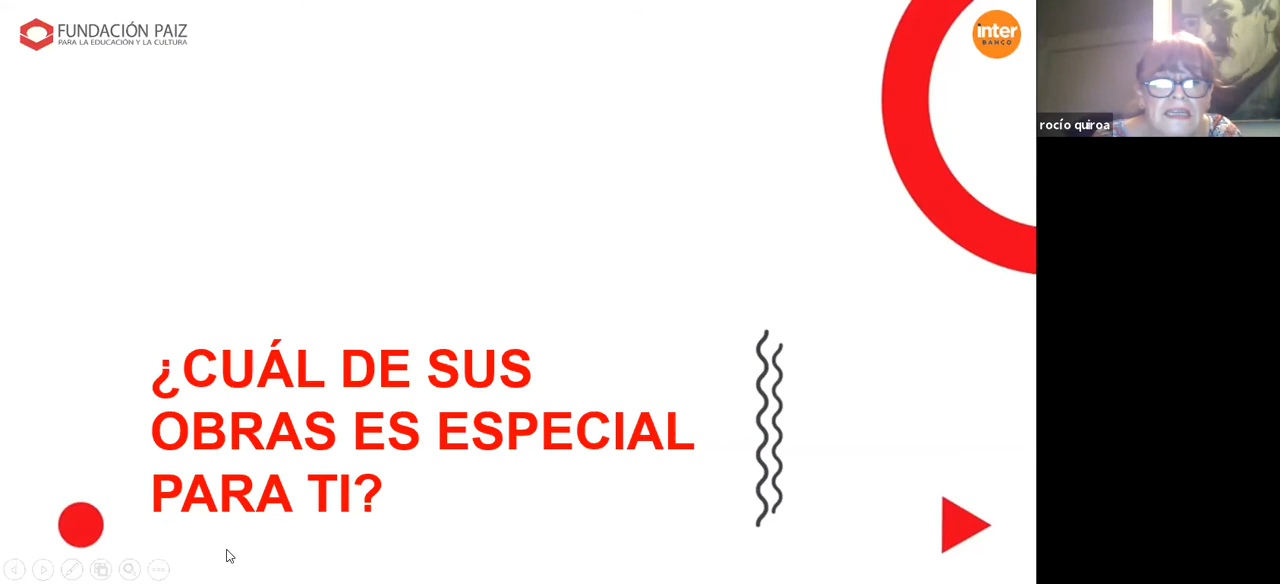 FUNDACIÓN PAIZ
PARA LA EDUCACIÓN Y LA CULTURA
inter
BANCO
rocío quiroa
¿CUÁL DE SUS
OBRAS ES ESPECIAL
PARA TI?